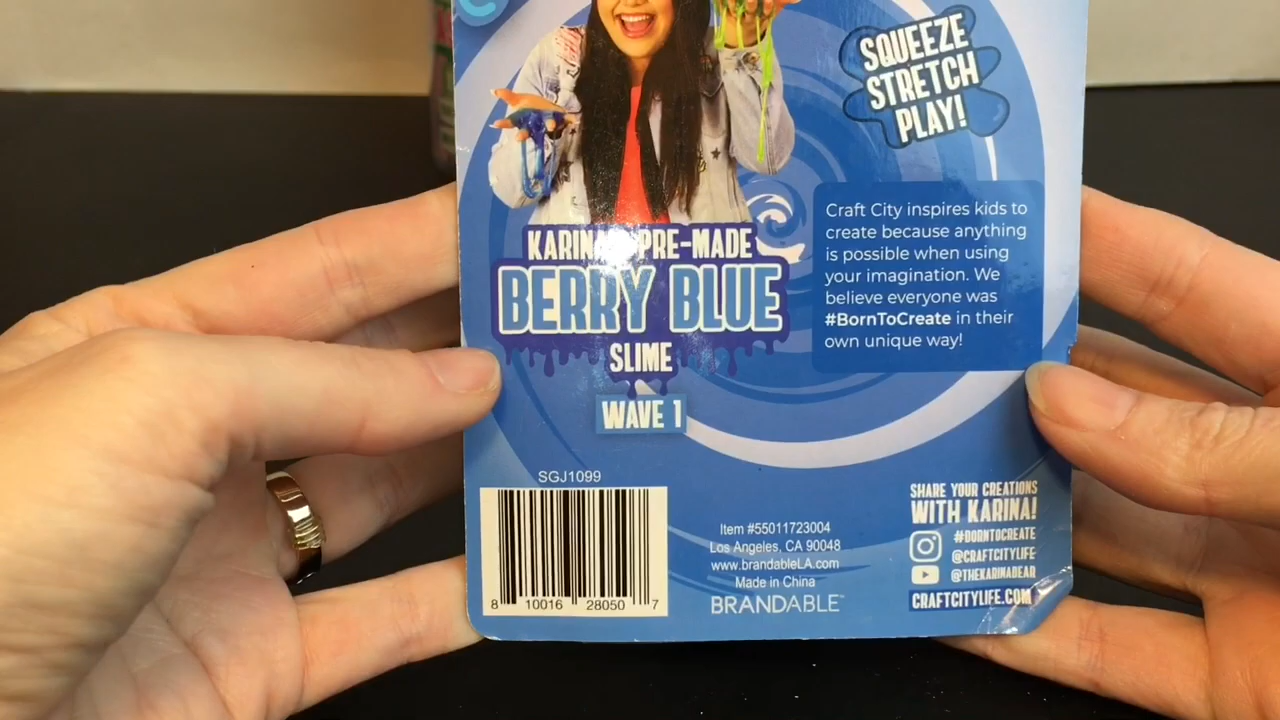 SQUEEZE
STRETCH
PLAY!
PRE-MADE
BERRY BLUE
SLIME
WAVE 1
Craft City inspires kids to
create because anything
is possible when using
your imagination. We
believe everyone was
#BornToCreate in their
own unique way!
SGJ1099
8 10016 28050 7
Item #55011723004
Los Angeles, CA 90048
www.brandableLA.com
Made in China
BRANDABLE™
SHARE YOUR CREATIONS
WITH KARINA!
#BORNTOCREATE
@CRAFTCITYLIFE
@THEKARINADEAR
CRAFTCITYLIFE.COM